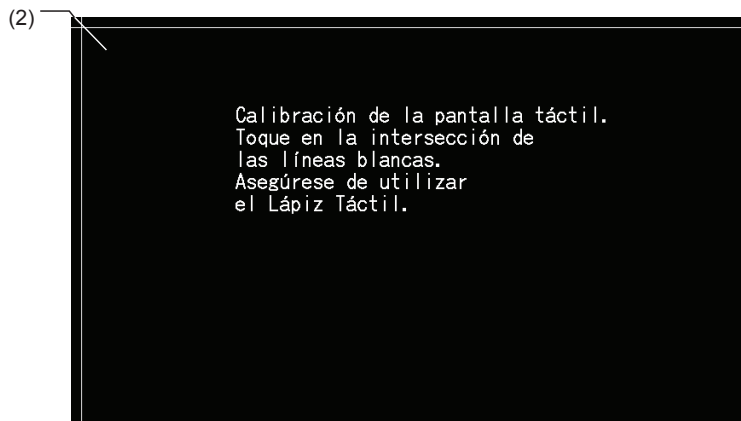 (2)
Calibración de la pantalla táctil.
Toque en la intersección de
las líneas blancas.
Asegúrese de utilizar
el Lápiz Táctil.